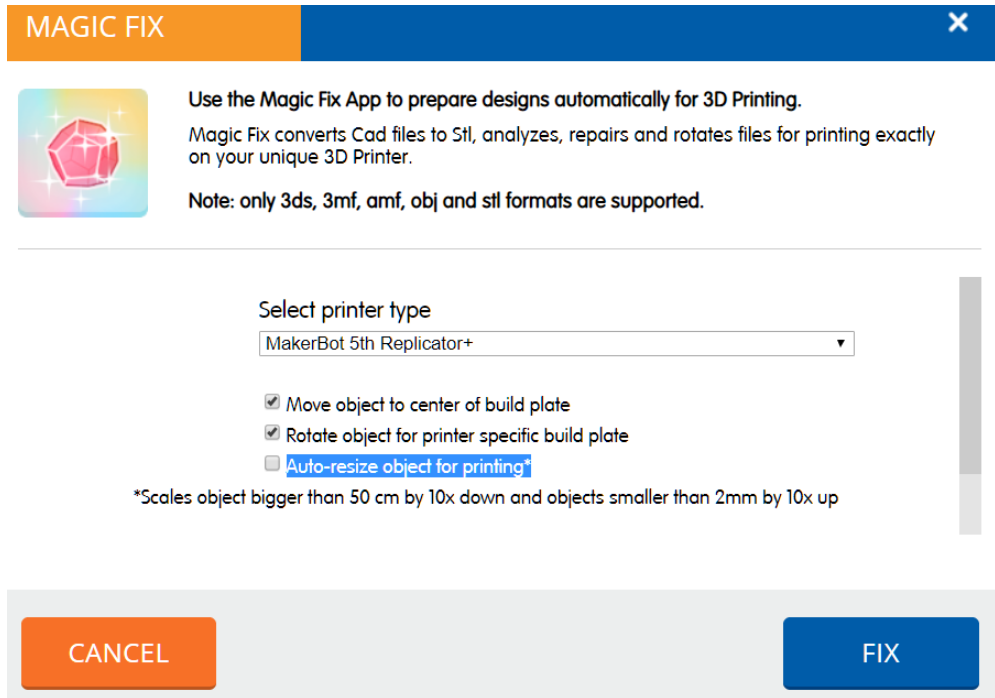 MAGIC FIX
Use the Magic Fix App to prepare designs automatically for 3D Printing.
Magic Fix converts Cad files to Stl, analyzes, repairs and rotates files for printing exactly
on your unique 3D Printer.
Note: only 3ds, 3mf, amf, obj and stl formats are supported.
Select printer type
MakerBot 5th Replicator+
Move object to center of build plate
Rotate object for printer specific build plate
Auto-resize object for printing*
*Scales object bigger than 50 cm by 10x down and objects smaller than 2mm by 10x up
CANCEL
FIX